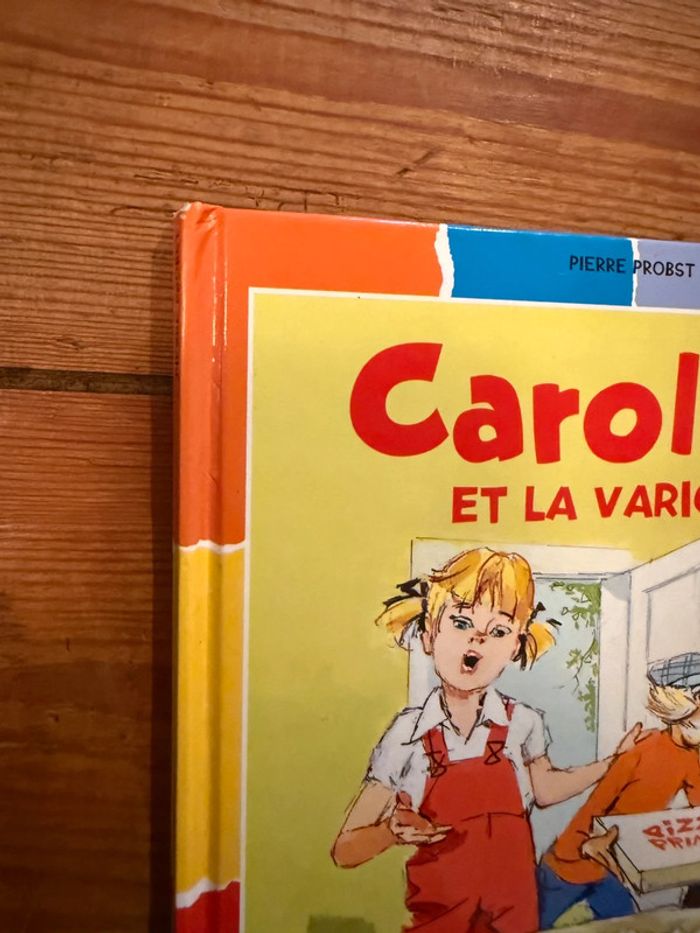 PIERRE PROBST
Carol
ET LA VARIC
PIZZ
PRIM